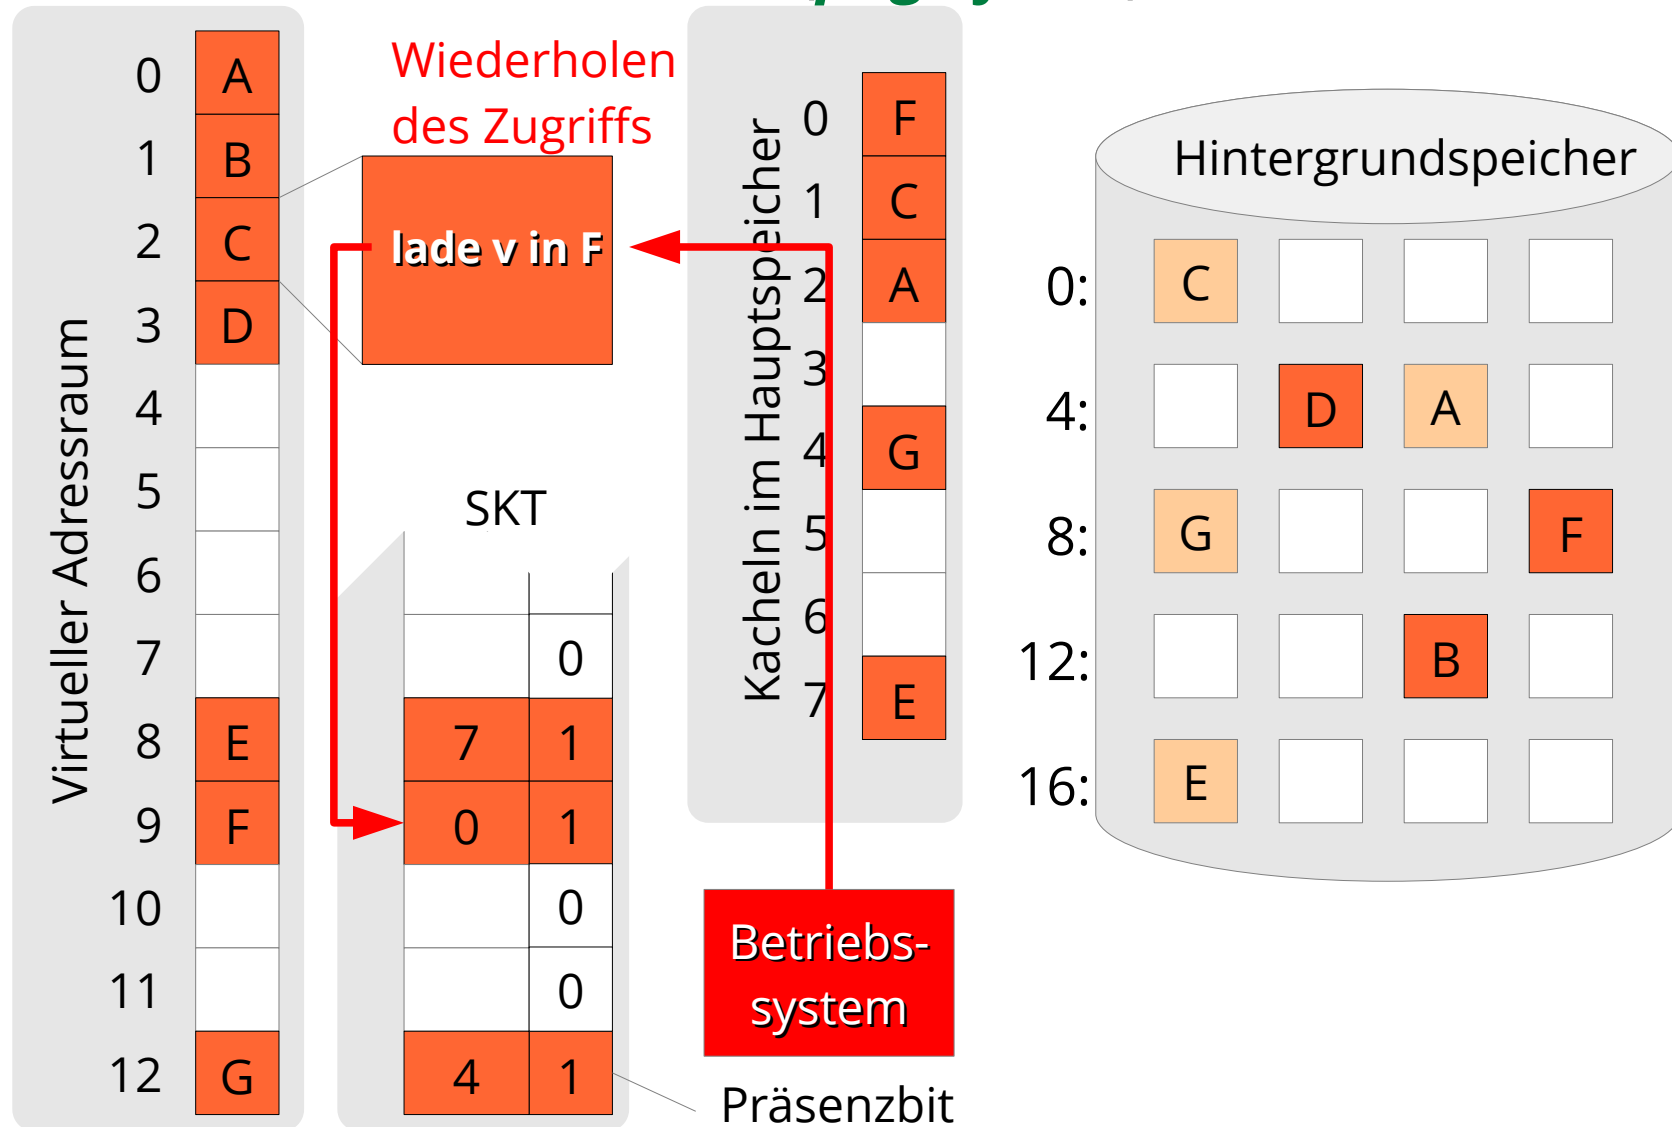 Virtueller Adressraum
0 A
1 B
2 C
3 D
4
5
6
7
8 E
9 F
10
11
12 G
Wiederholen
des Zugriffs
lade v in F
SKT
0
7 1
0 1
0
0
4 1
Präsenzbit
Kacheln im Hauptspeicher
0 F
1 C
2 A
3
4 G
5
6
7 E
Betriebs-
system
Hintergrundspeicher
0: C
4: D A
8: G F
12: B
16: E